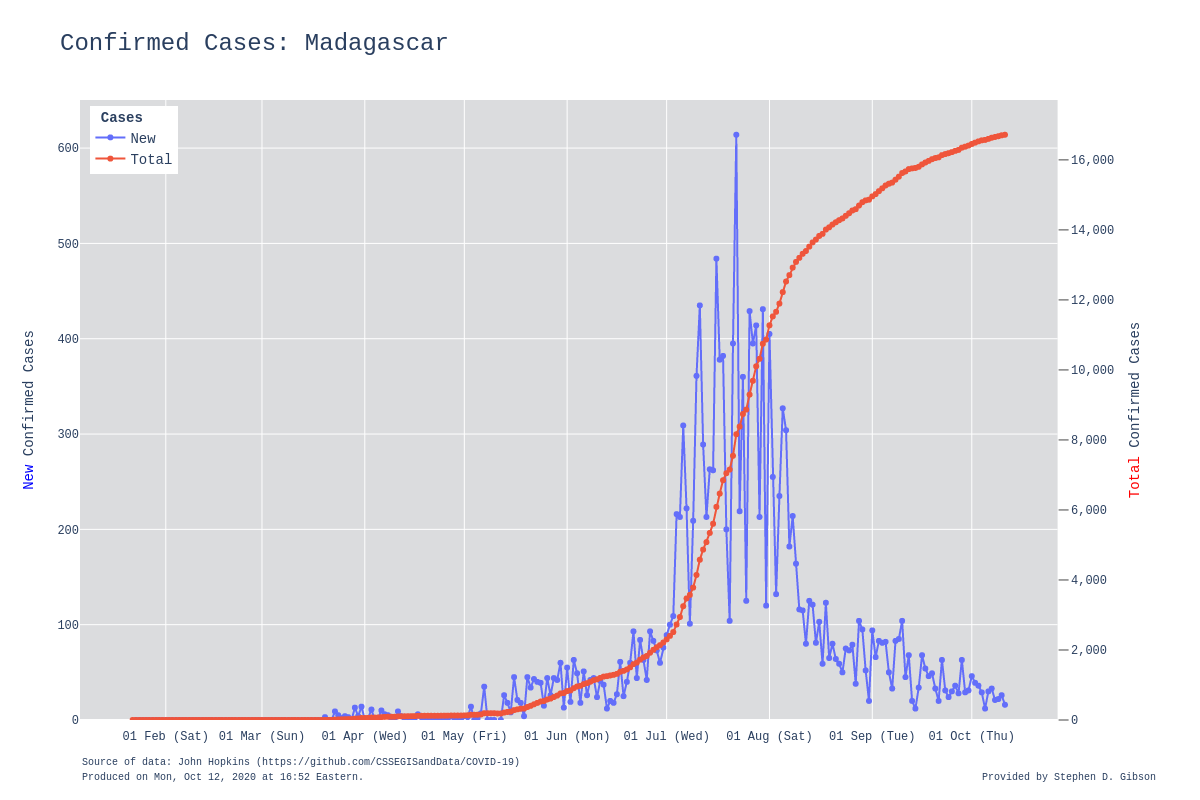 Confirmed Cases: Madagascar
Cases
New
Total
600
500
400
300
200
100
0
16,000
14,000
12,000
10,000
8,000
6,000
4,000
2,000
0
New Confirmed Cases
Total Confirmed Cases
01 Feb (Sat) 01 Mar (Sun) 01 Apr (Wed) 01 May (Fri) 01 Jun (Mon) 01 Jul (Wed) 01 Aug (Sat) 01 Sep (Tue) 01 Oct (Thu)
Source of data: John Hopkins (https://github.com/CSSEGISandData/COVID-19)
Produced on Mon, Oct 12, 2020 at 16:52 Eastern.
Provided by Stephen D. Gibson